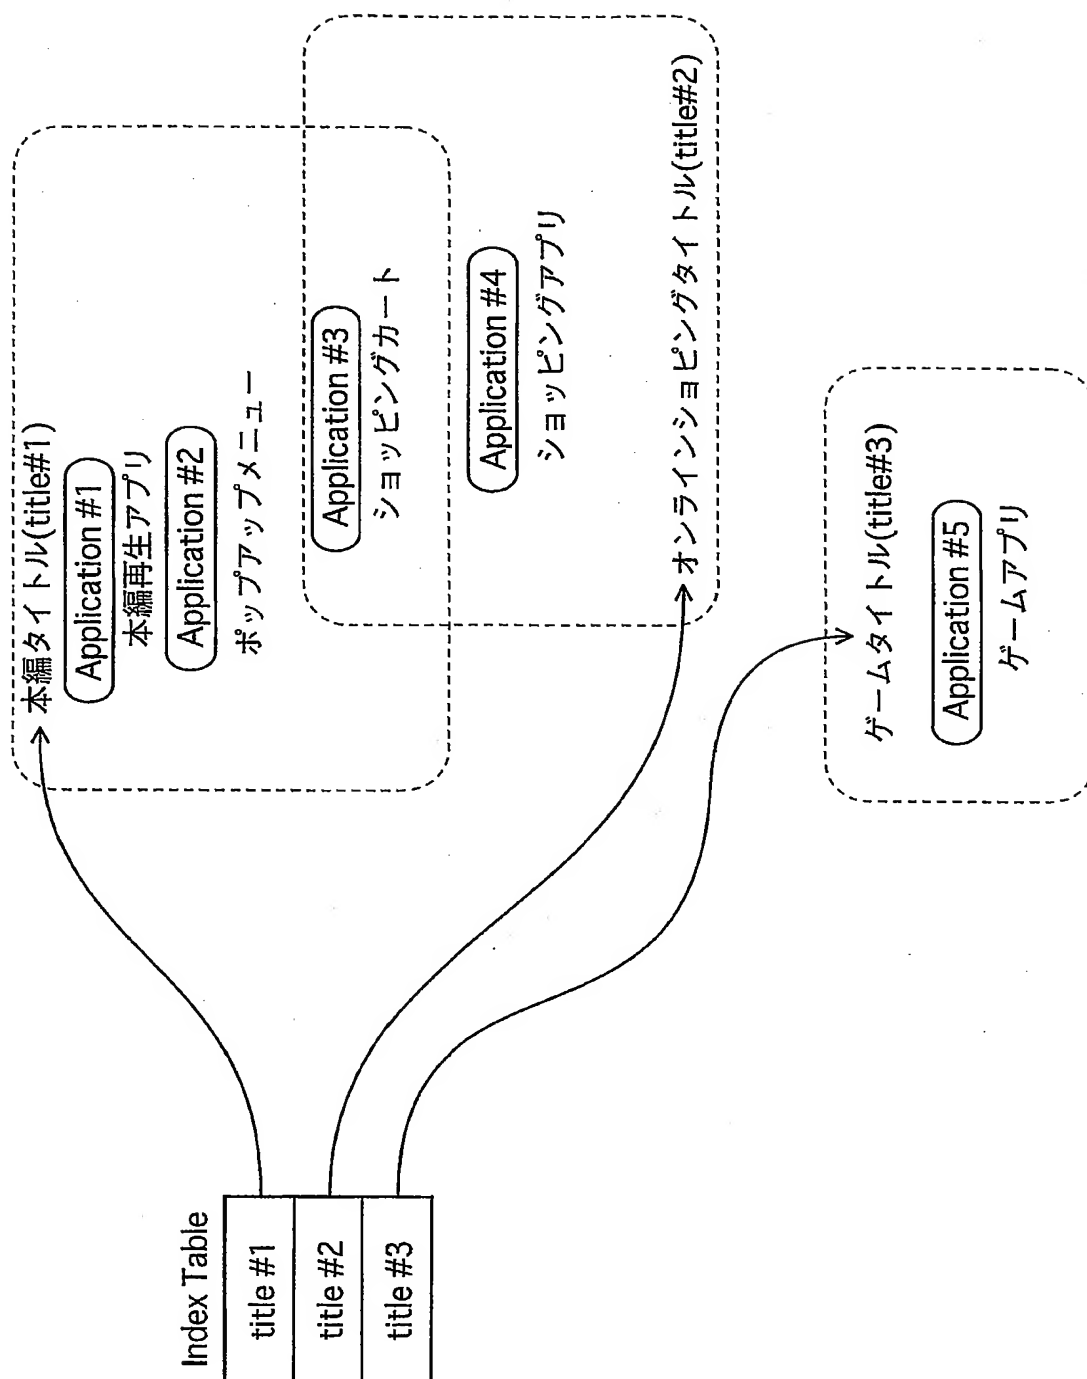 Index Table
title #1
title #2
title #3
本編タイトル(title#1)
Application #1
本編再生アプリ
Application #2
ポップアップメニュー
Application #3
ショッピングカート
Application #4
ショッピングアプリ
オンラインショピングタイトル(title#2)
ゲームタイトル(title#3)
Application #5
ゲームアプリ